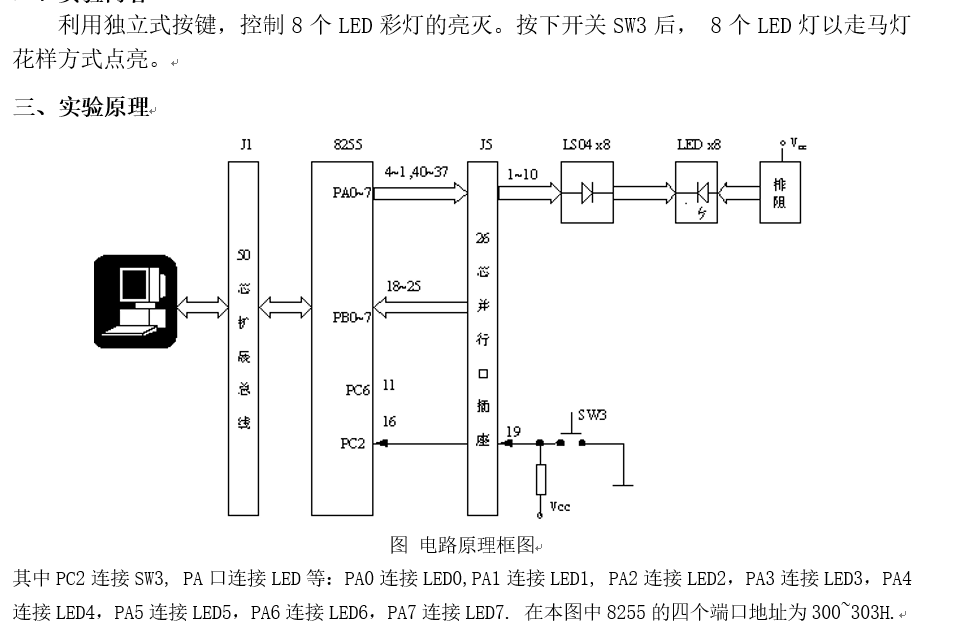 利用独立式按键，控制 8 个 LED 彩灯的亮灭。按下开关 SW3 后， 8 个 LED 灯以走马灯
花样方式点亮。
三、实验原理
J1 8255 J5 LS04 x8 LED x8 Vcc
4~1 ,40~37 1~10
PA0~7
排阻
50芯扩展总线
26芯并行口插座
18~25
PB0~7
PC6 11
16
PC2
19
SW3
Vcc
图 电路原理框图
其中 PC2 连接 SW3, PA 口连接 LED 等: PA0 连接 LED0,PA1 连接 LED1, PA2 连接 LED2，PA3 连接 LED3，PA4
连接 LED4，PA5 连接 LED5，PA6 连接 LED6，PA7 连接 LED7. 在本图中 8255 的四个端口地址为 300~303H.